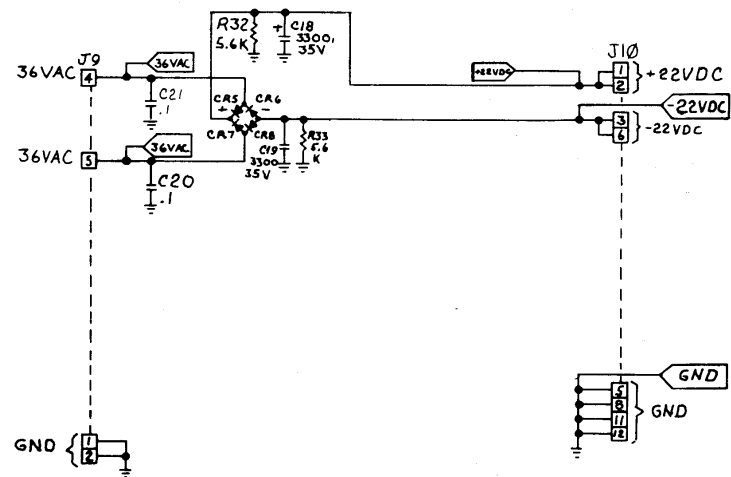 R32
5.6K
+ C18
3300,
35V
J9
36VAC
4
36VAC
C21
.1
CR5
CR6
+
-
CR7
CR8
C19
3300
35V
R33
5.6
K
36VAC
5
36VAC
C20
.1
J10
+22VDC
1
2
+22VDC
-22VDC
3
6
-22VDC
GND
1
2
GND
5
8
11
12
GND